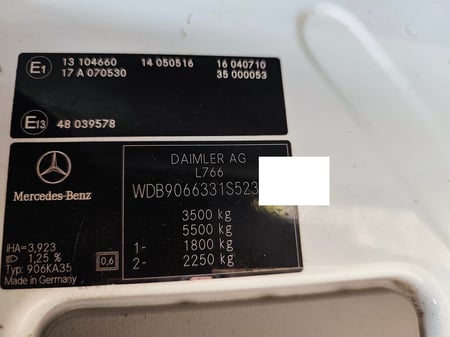 E1
13 104660 14 050516 16 040710
17 A 070530 35 000053
E13 48 039578
Mercedes-Benz
DAIMLER AG
L766
WDB9066331S523
3500 kg
5500 kg
1- 1800 kg
2- 2250 kg
iHA=3,923
1,25 %
Typ: 906KA35
0,6
Made in Germany